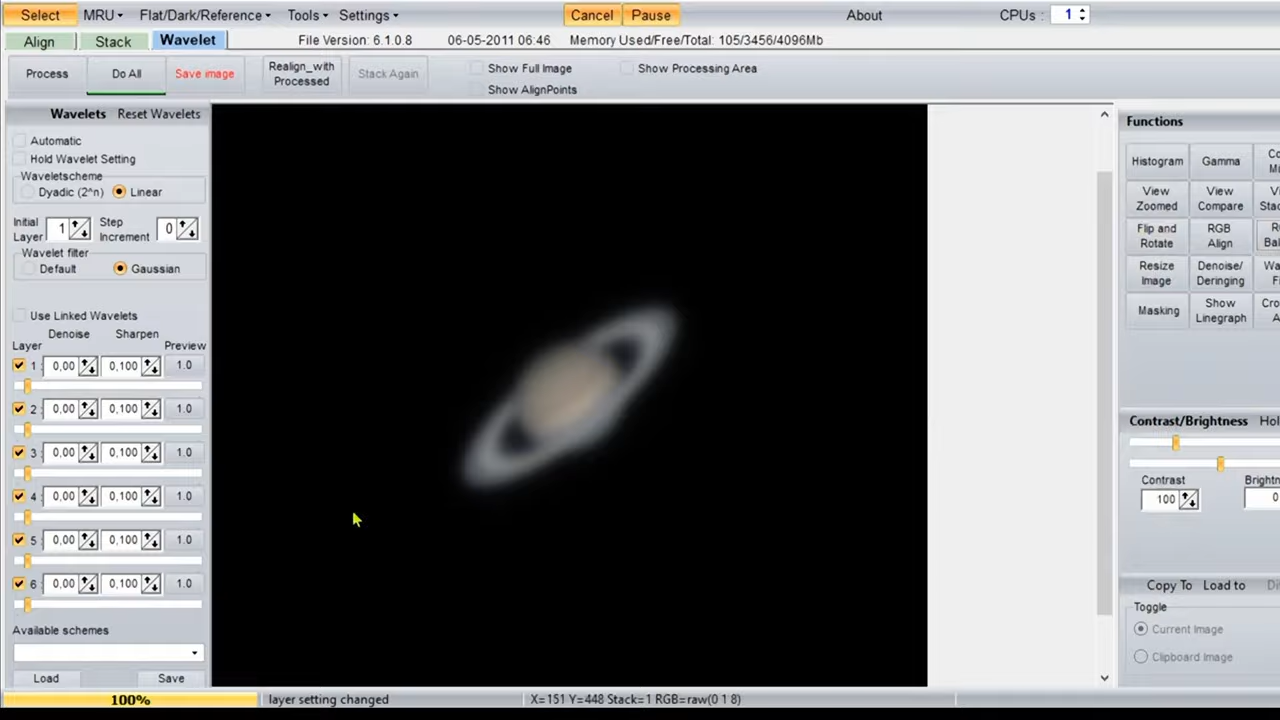 Select MRU Flat/Dark/Reference Tools Settings Cancel Pause About CPUs : 1
Align Stack Wavelet File Version: 6.1.0.8 06-05-2011 06:46 Memory Used/Free/Total: 105/3456/4096Mb
Process Do All Save image Realign_with Processed Stack Again
Show Full Image Show Processing Area
Show AlignPoints
Wavelets Reset Wavelets
Automatic
Hold Wavelet Setting
Waveletscheme
Dyadic (2^n) Linear
Initial Layer 1 Step Increment 0
Wavelet filter
Default Gaussian
Use Linked Wavelets
Denoise Sharpen
Layer Preview
1 : 0,00 0,100 1.0
2 : 0,00 0,100 1.0
3 : 0,00 0,100 1.0
4 : 0,00 0,100 1.0
5 : 0,00 0,100 1.0
6 : 0,00 0,100 1.0
Available schemes
Load Save
Functions
Histogram Gamma Co
View Zoomed View Compare
Flip and Rotate RGB Align
Resize Image Denoise/ Deringing
Masking Show Linegraph
Contrast/Brightness Hol
Contrast Brightn
100 0
Copy To Load to
Toggle
Current Image
Clipboard Image
100% layer setting changed X=151 Y=448 Stack=1 RGB=raw(0 1 8)